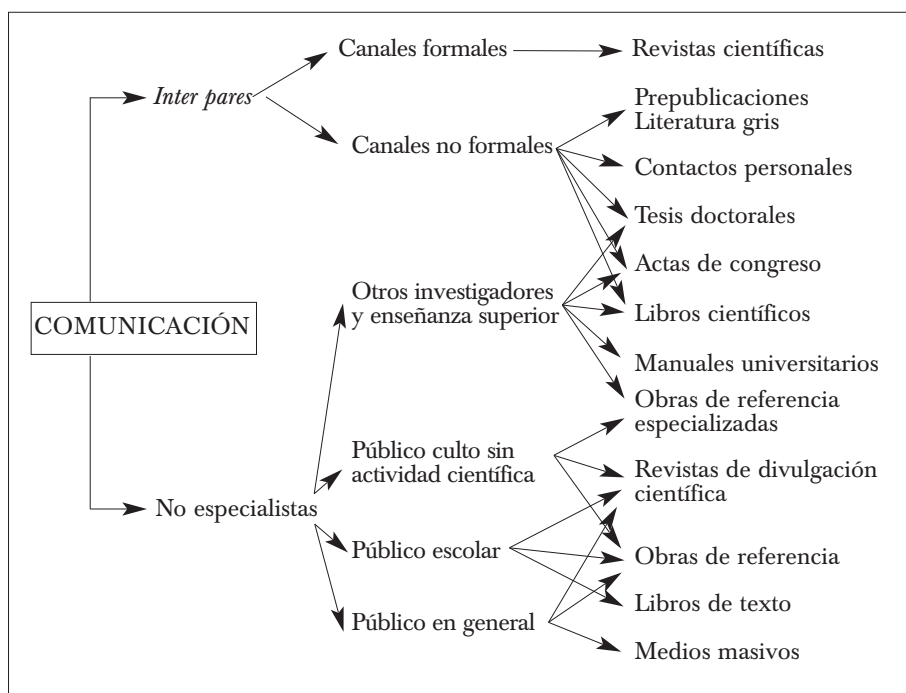 Canales formales
Revistas científicas
Inter pares
Prepublicaciones
Literatura gris
Canales no formales
Contactos personales
Tesis doctorales
Actas de congreso
Otros investigadores
y enseñanza superior
Libros científicos
COMUNICACIÓN
Manuales universitarios
Obras de referencia
especializadas
Público culto sin
actividad científica
Revistas de divulgación
científica
No especialistas
Público escolar
Obras de referencia
Libros de texto
Público en general
Medios masivos